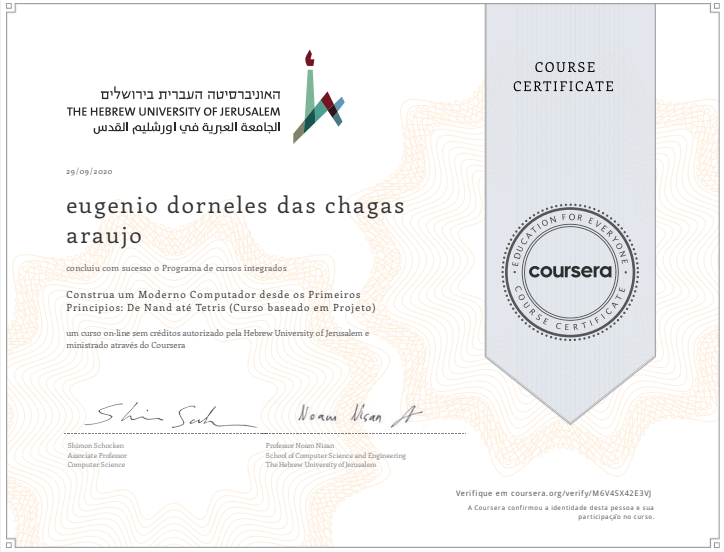 האוניברסיטה העברית בירושלים
THE HEBREW UNIVERSITY OF JERUSALEM
الجامعة العبرية في اورشليم القدس
COURSE
CERTIFICATE
29/09/2020
eugenio dorneles das chagas
araujo
concluiu com sucesso o Programa de cursos integrados
Construa um Moderno Computador desde os Primeiros
Princípios: De Nand até Tetris (Curso baseado em Projeto)
um curso on-line sem créditos autorizado pela Hebrew University of Jerusalem e
ministrado através do Coursera
EDUCATION FOR EVERYONE
coursera
COURSE CERTIFICATE
Noam Nisan
Shimon Schocken
Associate Professor
Computer Science
Professor Noam Nisan
School of Computer Science and Engineering
The Hebrew University of Jerusalem
Verifique em coursera.org/verify/M6V4SX42E3VJ
A Coursera confirmou a identidade desta pessoa e sua
participação no curso.